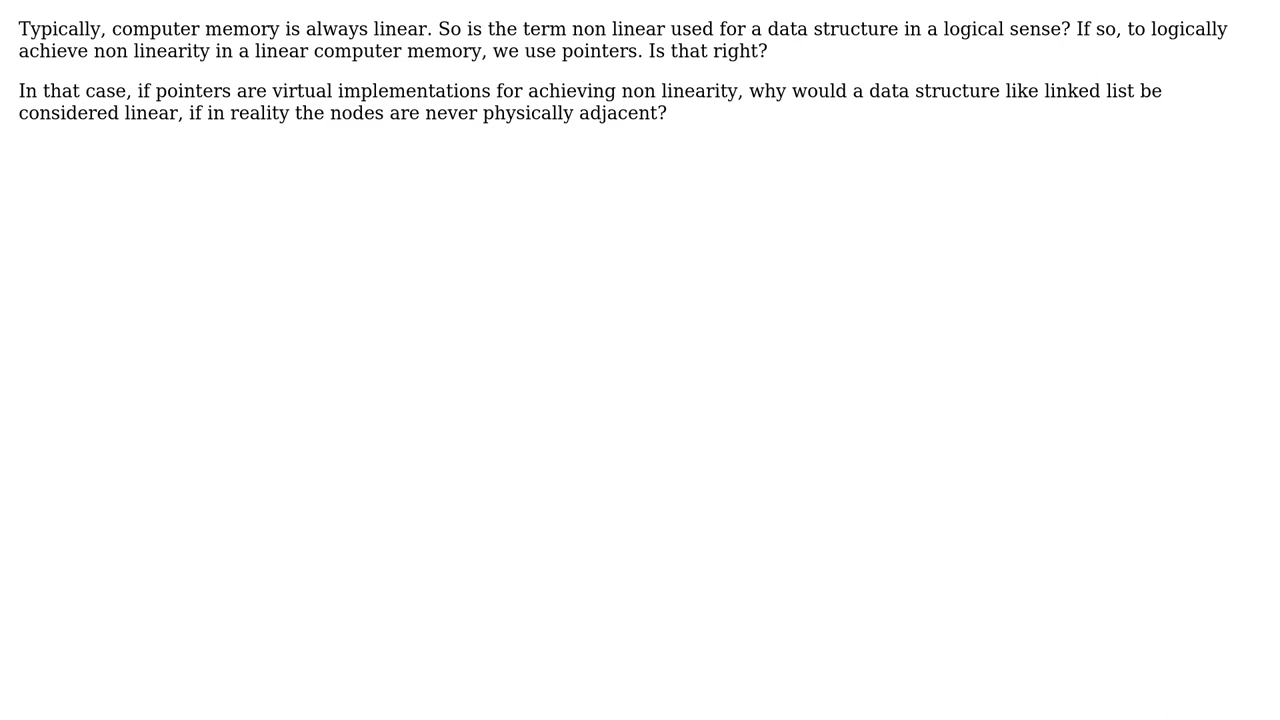 Typically, computer memory is always linear. So is the term non linear used for a data structure in a logical sense? If so, to logically
achieve non linearity in a linear computer memory, we use pointers. Is that right?
In that case, if pointers are virtual implementations for achieving non linearity, why would a data structure like linked list be
considered linear, if in reality the nodes are never physically adjacent?